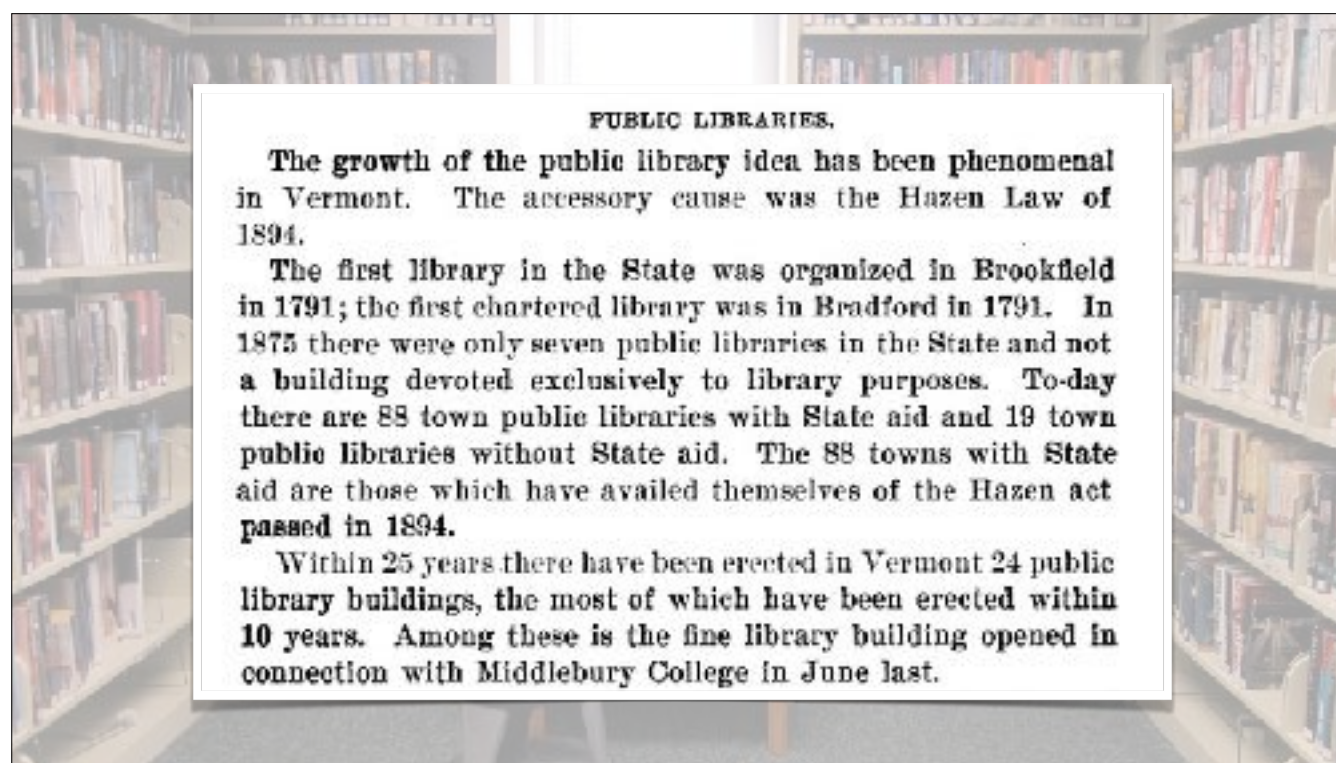 PUBLIC LIBRARIES.
The growth of the public library idea has been phenomenal
in Vermont. The accessory cause was the Hazen Law of
1894.
The first library in the State was organized in Brookfield
in 1791; the first chartered library was in Bradford in 1791. In
1875 there were only seven public libraries in the State and not
a building devoted exclusively to library purposes. To-day
there are 88 town public libraries with State aid and 19 town
public libraries without State aid. The 88 towns with State
aid are those which have availed themselves of the Hazen act
passed in 1894.
Within 25 years there have been erected in Vermont 24 public
library buildings, the most of which have been erected within
10 years. Among these is the fine library building opened in
connection with Middlebury College in June last.